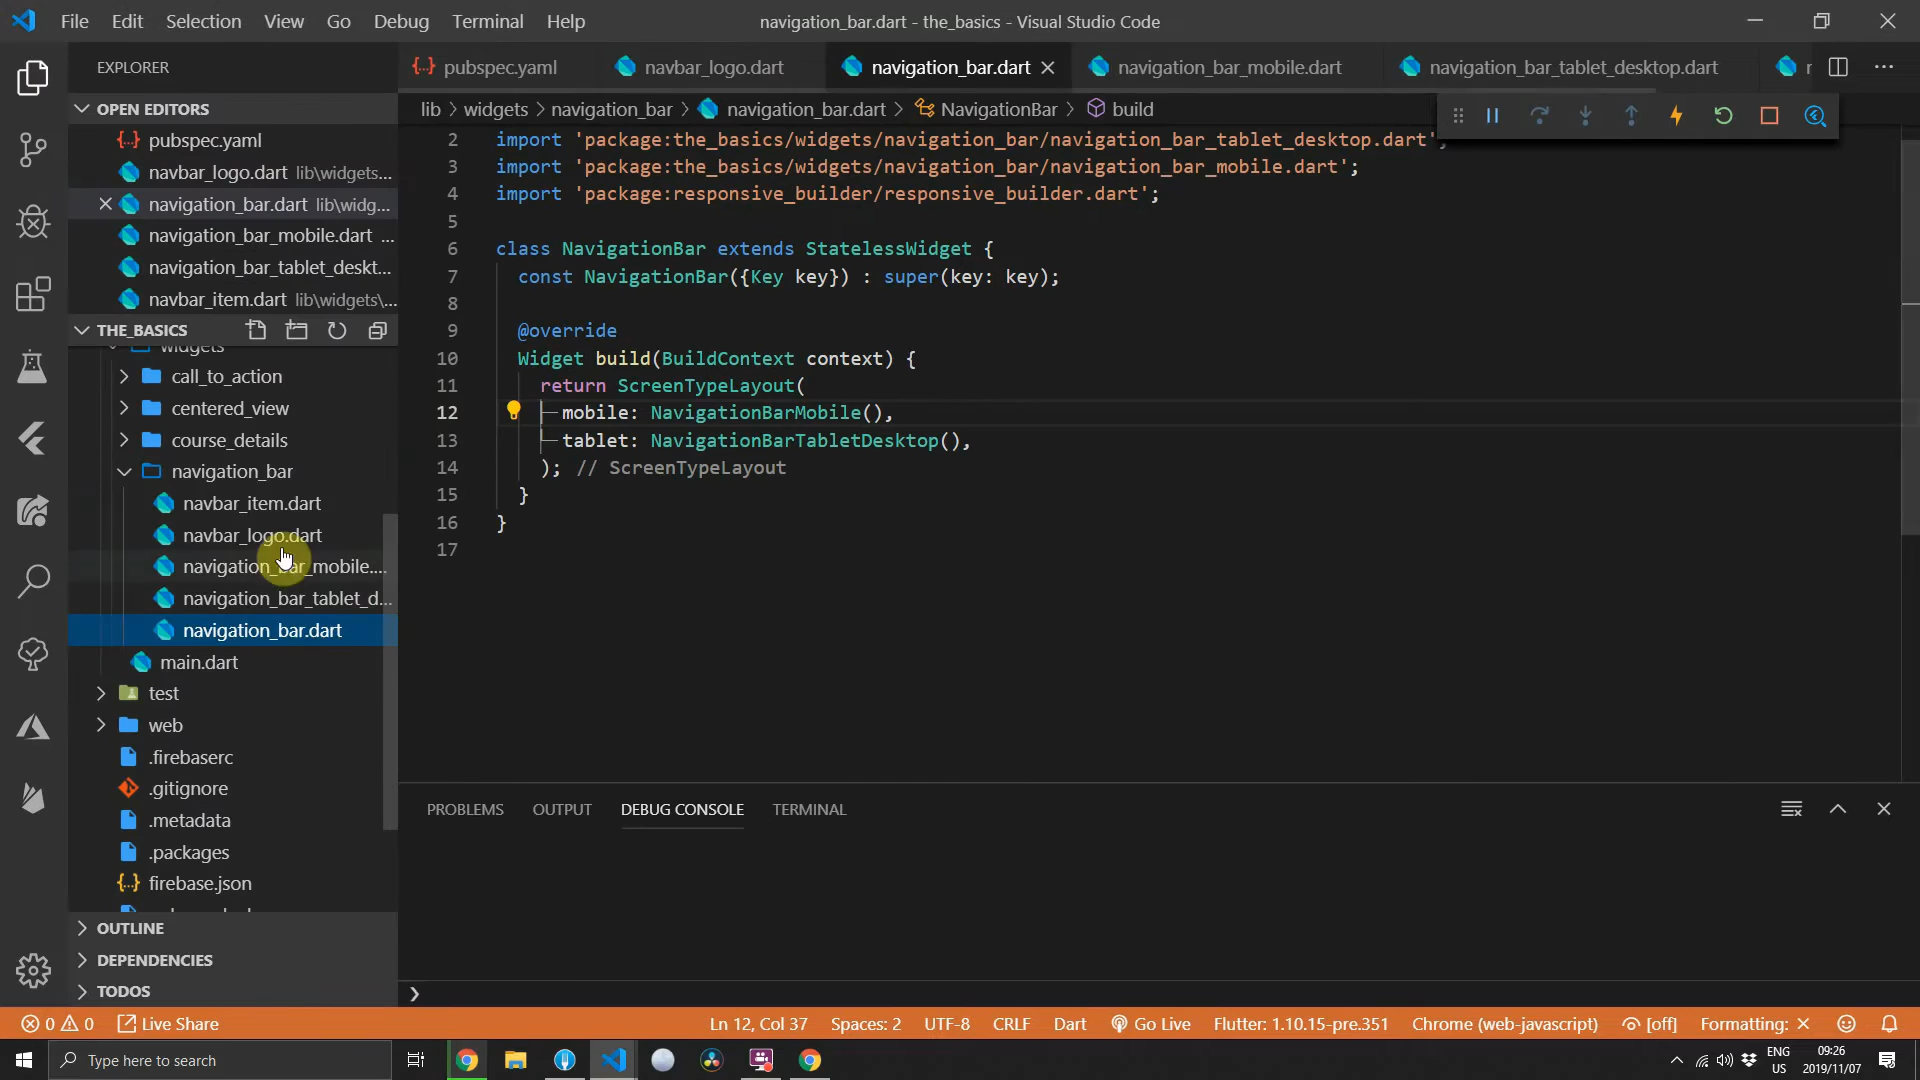 File Edit Selection View Go Debug Terminal Help
navigation_bar.dart - the_basics - Visual Studio Code
EXPLORER
pubspec.yaml
navbar_logo.dart
navigation_bar.dart
navigation_bar_mobile.dart
navigation_bar_tablet_desktop.dart
OPEN EDITORS
pubspec.yaml
navbar_logo.dart lib\widgets...
navigation_bar.dart lib\widg...
navigation_bar_mobile.dart ...
navigation_bar_tablet_deskt...
navbar_item.dart lib\widgets\...
THE_BASICS
widgets
call_to_action
centered_view
course_details
navigation_bar
navbar_item.dart
navbar_logo.dart
navigation_bar_mobile....
navigation_bar_tablet_d...
navigation_bar.dart
main.dart
test
web
.firebaserc
.gitignore
.metadata
.packages
firebase.json
OUTLINE
DEPENDENCIES
TODOS
lib > widgets > navigation_bar > navigation_bar.dart > NavigationBar > build
2 import 'package:the_basics/widgets/navigation_bar/navigation_bar_tablet_desktop.dart';
3 import 'package:the_basics/widgets/navigation_bar/navigation_bar_mobile.dart';
4 import 'package:responsive_builder/responsive_builder.dart';
5
6 class NavigationBar extends StatelessWidget {
7 const NavigationBar({Key key}) : super(key: key);
8
9 @override
10 Widget build(BuildContext context) {
11 return ScreenTypeLayout(
12 mobile: NavigationBarMobile(),
13 tablet: NavigationBarTabletDesktop(),
14 ); // ScreenTypeLayout
15 }
16 }
17
PROBLEMS OUTPUT DEBUG CONSOLE TERMINAL
0 0 Live Share
Ln 12, Col 37 Spaces: 2 UTF-8 CRLF Dart Go Live Flutter: 1.10.15-pre.351 Chrome (web-javascript) [off] Formatting: ×
Type here to search
ENG
US
09:26
2019/11/07